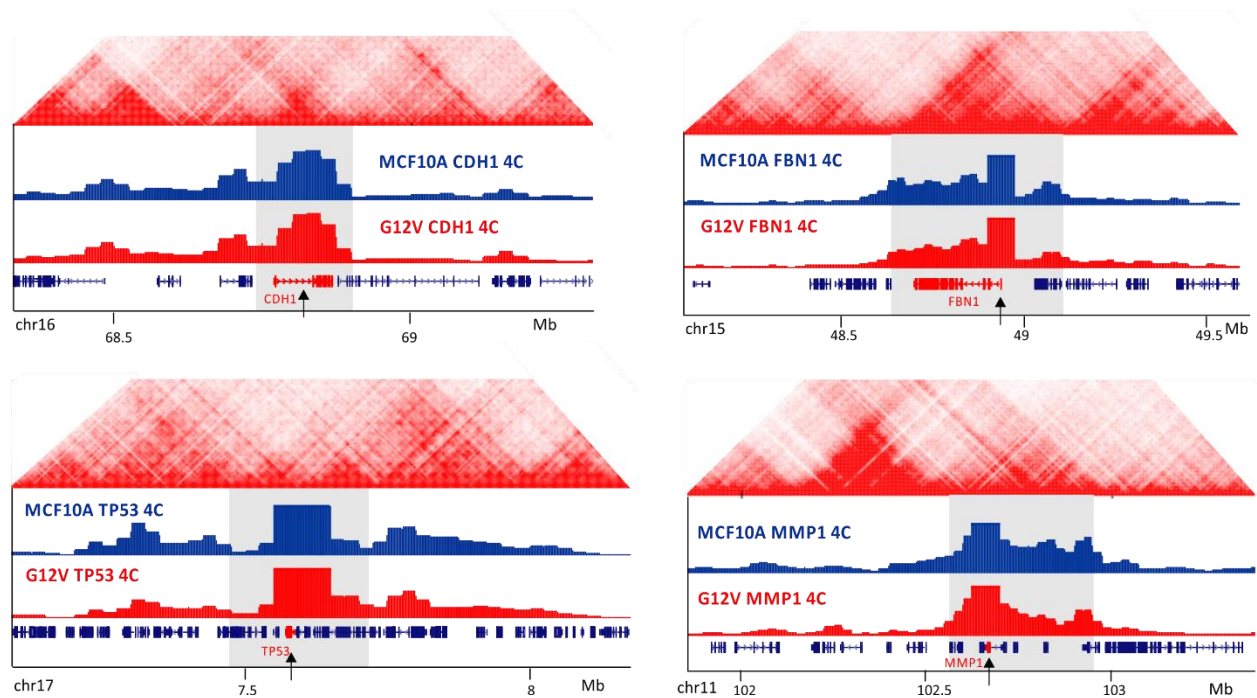 MCF10A CDH1 4C
G12V CDH1 4C
CDH1
chr16
68.5
69
Mb
MCF10A FBN1 4C
G12V FBN1 4C
FBN1
chr15
48.5
49
49.5
Mb
MCF10A TP53 4C
G12V TP53 4C
TP53
chr17
7.5
8
Mb
MCF10A MMP1 4C
G12V MMP1 4C
MMP1
chr11
102
102.5
103
Mb